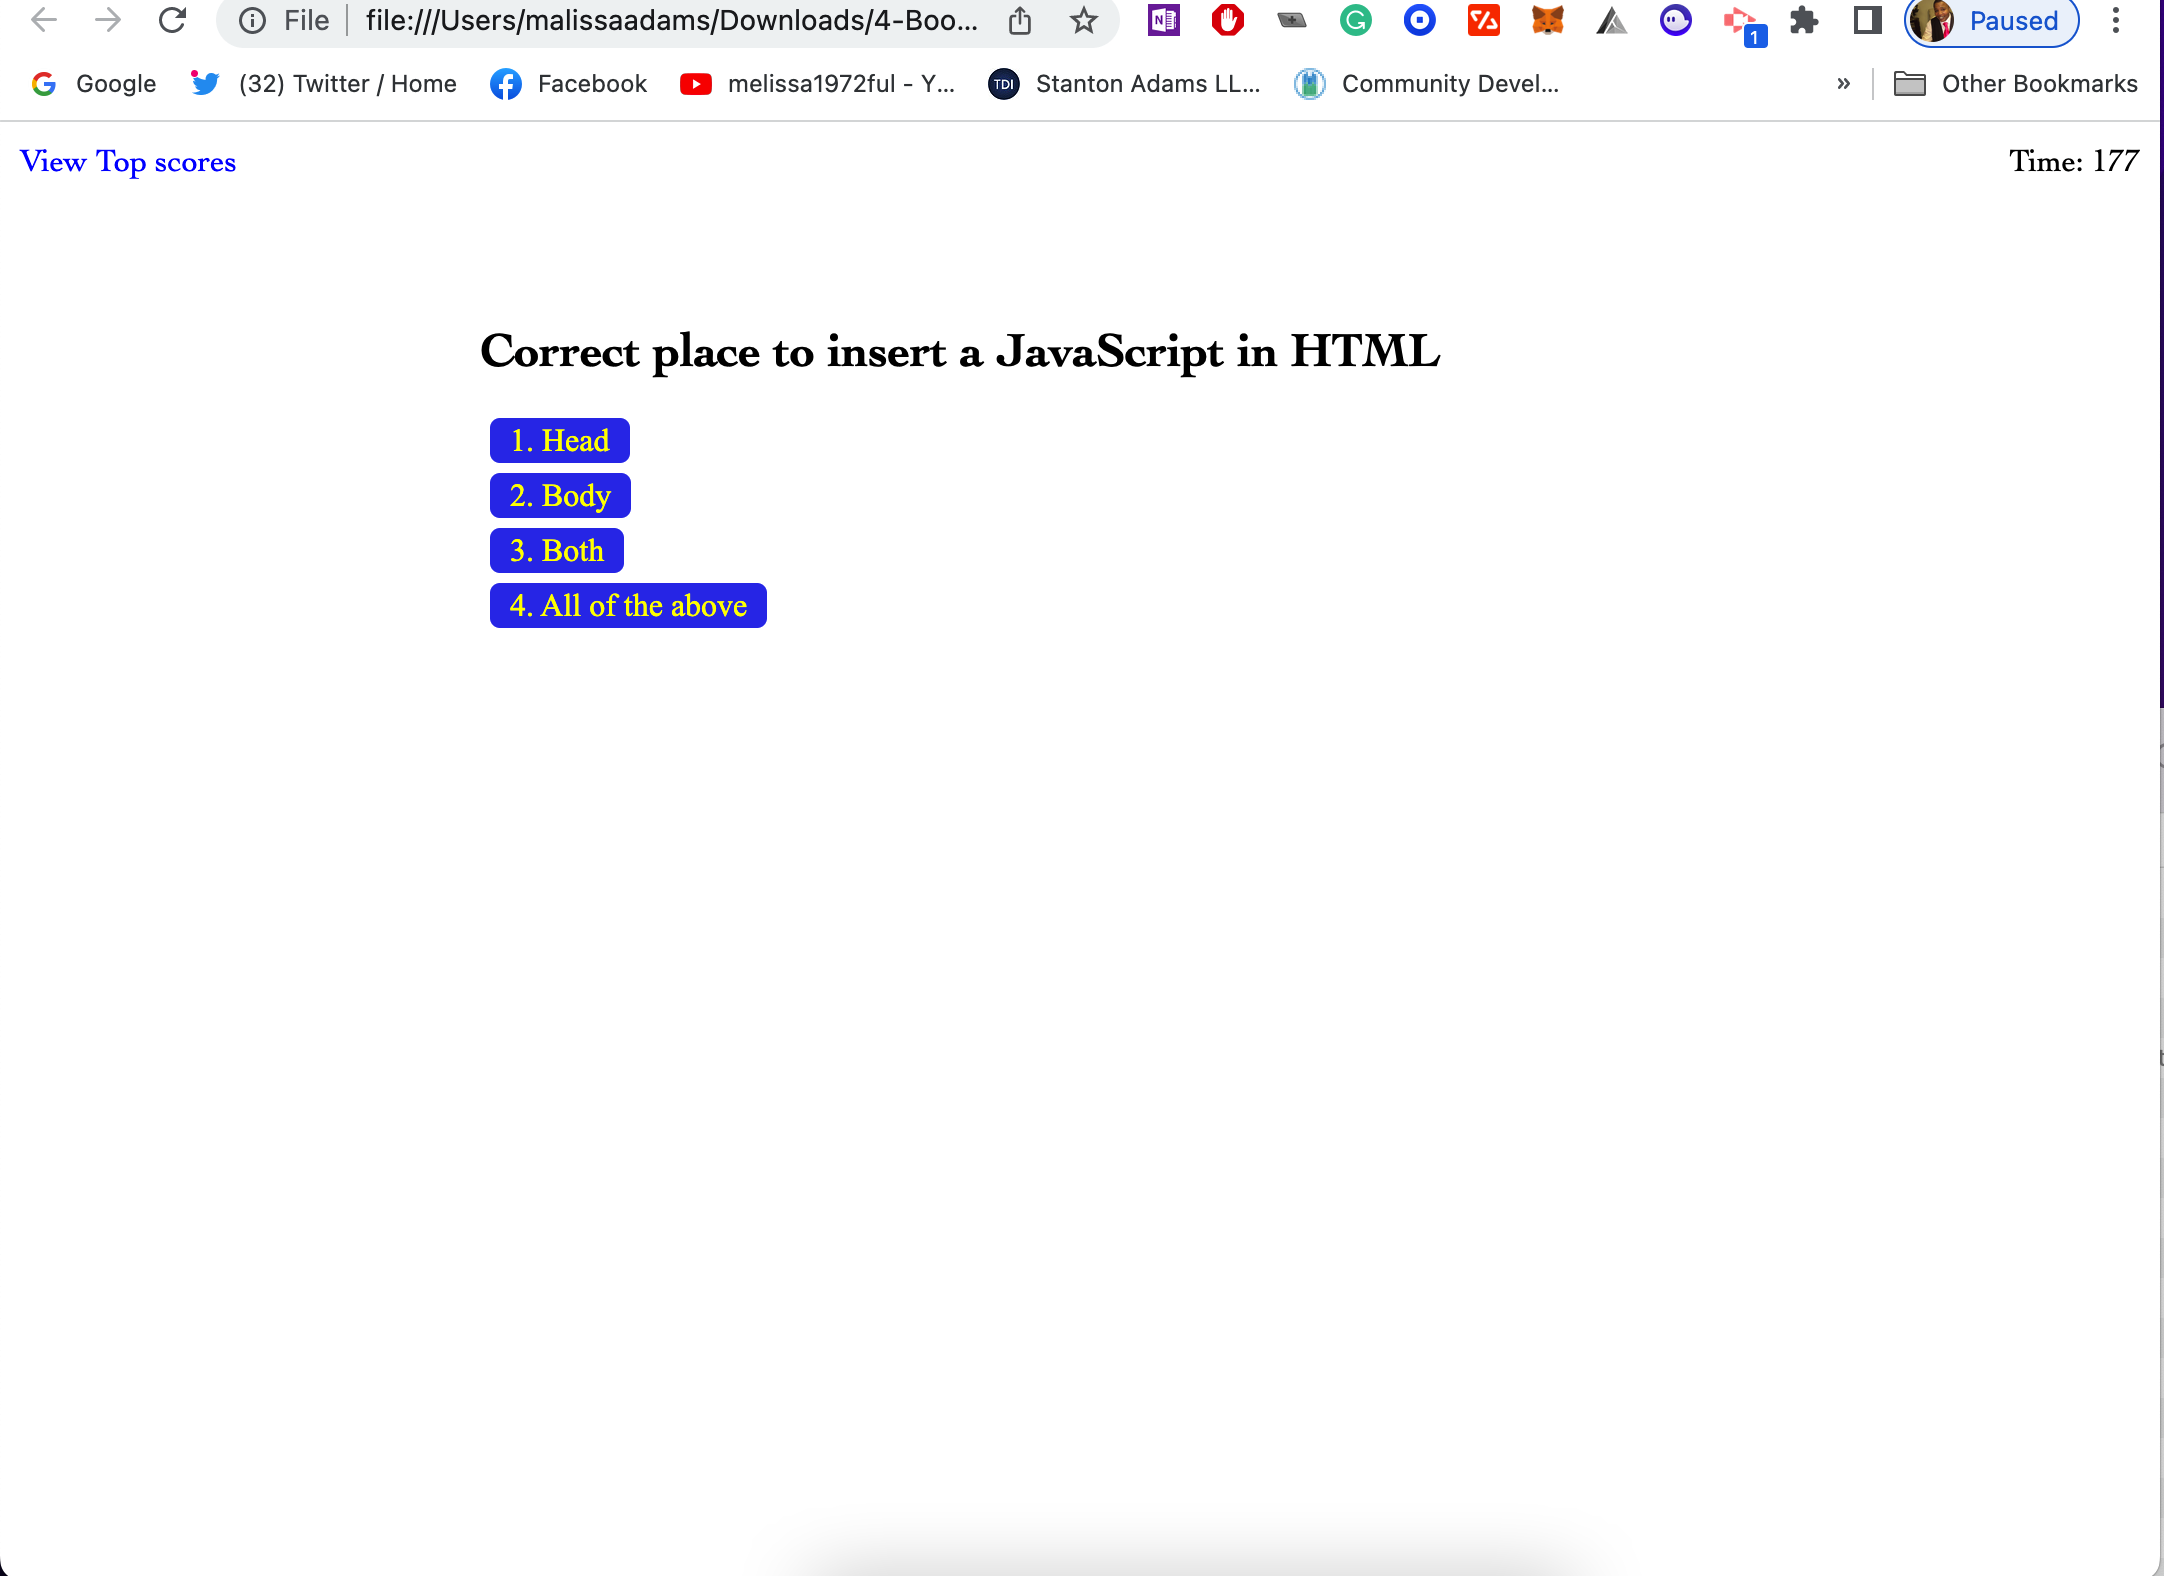 File file:///Users/malissaadams/Downloads/4-Boo... 1 Paused
Google (32) Twitter / Home Facebook melissa1972ful - Y... TDI Stanton Adams LL... Community Devel... » Other Bookmarks
View Top scores Time: 177
Correct place to insert a JavaScript in HTML
1. Head
2. Body
3. Both
4. All of the above